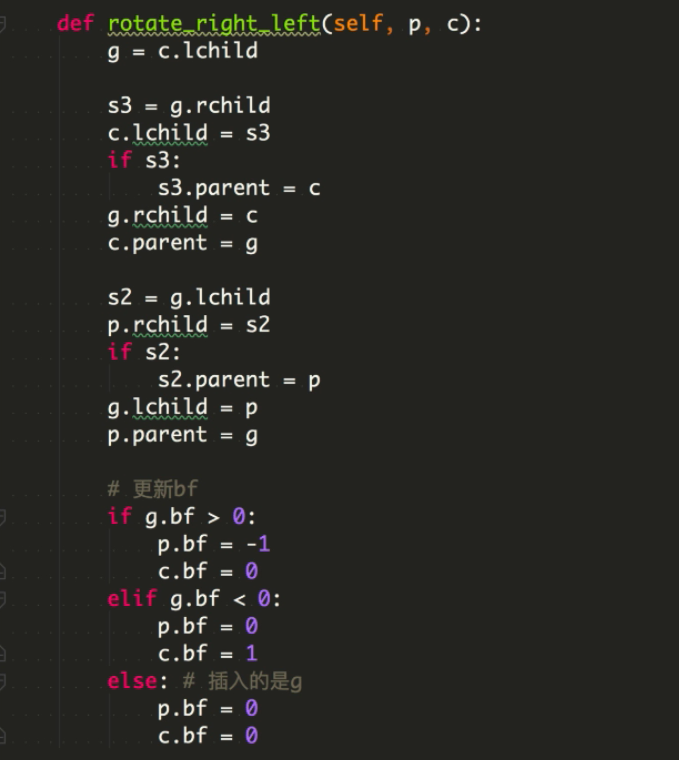 def rotate_right_left(self, p, c):
g = c.lchild
s3 = g.rchild
c.lchild = s3
if s3:
s3.parent = c
g.rchild = c
c.parent = g
s2 = g.lchild
p.rchild = s2
if s2:
s2.parent = p
g.lchild = p
p.parent = g
# 更新bf
if g.bf > 0:
p.bf = -1
c.bf = 0
elif g.bf < 0:
p.bf = 0
c.bf = 1
else: # 插入的是g
p.bf = 0
c.bf = 0